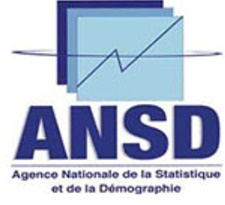 ANSD
Agence Nationale de la Statistique
et de la Démographie